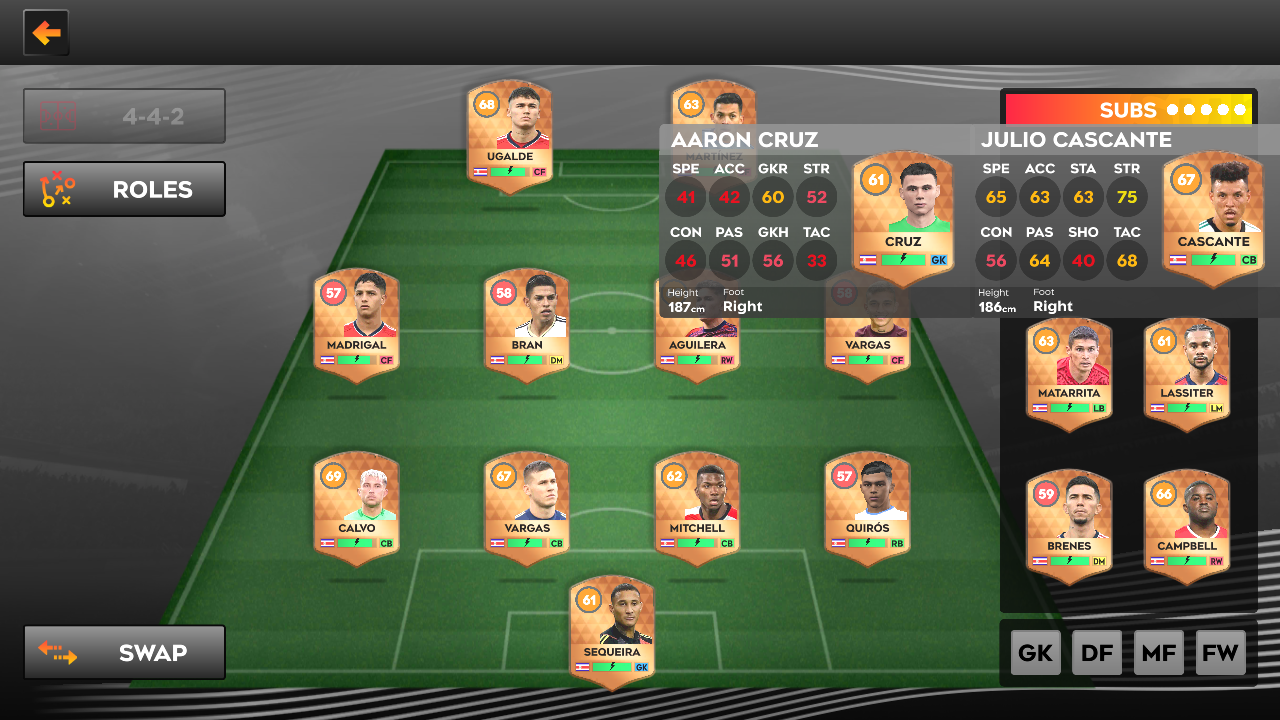 4-4-2
ROLES
68
UGALDE
CF
63
MARTÍNEZ
SUBS
AARON CRUZ
SPE ACC GKR STR
41 42 60 52
CON PAS GKH TAC
46 51 56 33
Height Foot
187cm Right
61
CRUZ
GK
JULIO CASCANTE
SPE ACC STA STR
65 63 63 75
CON PAS SHO TAC
56 64 40 68
Height Foot
186cm Right
67
CASCANTE
CB
57
MADRIGAL
CF
58
BRAN
DM
AGUILERA
RW
58
VARGAS
CF
63
MATARRITA
LB
61
LASSITER
LM
69
CALVO
CB
67
VARGAS
CB
62
MITCHELL
CB
57
QUIRÓS
RB
59
BRENES
DM
66
CAMPBELL
RW
61
SEQUEIRA
GK
SWAP
GK DF MF FW